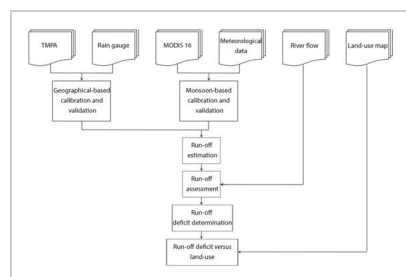 TMPA
Rain gauge
MODIS 16
Meteorological
data
River flow
Land-use map
Geographical-based
calibration and
validation
Monsoon-based
calibration and
validation
Run-off
estimation
Run-off
assessment
Run-off
deficit determination
Run-off deficit versus
land-use